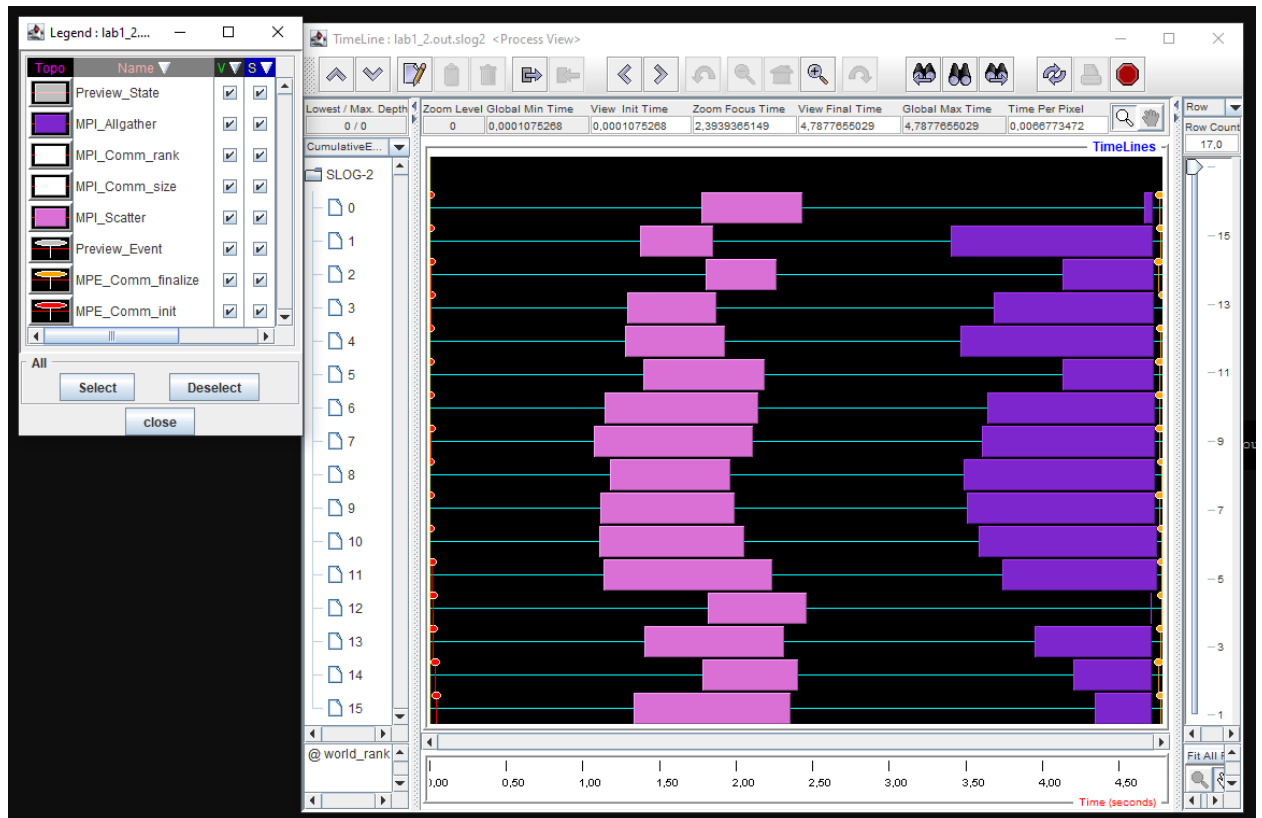 Legend : lab1_2....
Topo Name V S
Preview_State
MPI_Allgather
MPI_Comm_rank
MPI_Comm_size
MPI_Scatter
Preview_Event
MPE_Comm_finalize
MPE_Comm_init
All
Select Deselect
close
TimeLine : lab1_2.out.slog2 <Process View>
Lowest / Max. Depth Zoom Level Global Min Time View Init Time Zoom Focus Time View Final Time Global Max Time Time Per Pixel
0 / 0 0 0,0001075268 0,0001075268 2,3939365149 4,7877655029 4,7877655029 0,0066773472
Row
Row Count
17,0
CumulativeE...
TimeLines
SLOG-2
0
1
2
3
4
5
6
7
8
9
10
11
12
13
14
15
15
13
11
9
7
5
3
1
@ world_rank
),00 0,50 1,00 1,50 2,00 2,50 3,00 3,50 4,00 4,50
Time (seconds)
Fit All